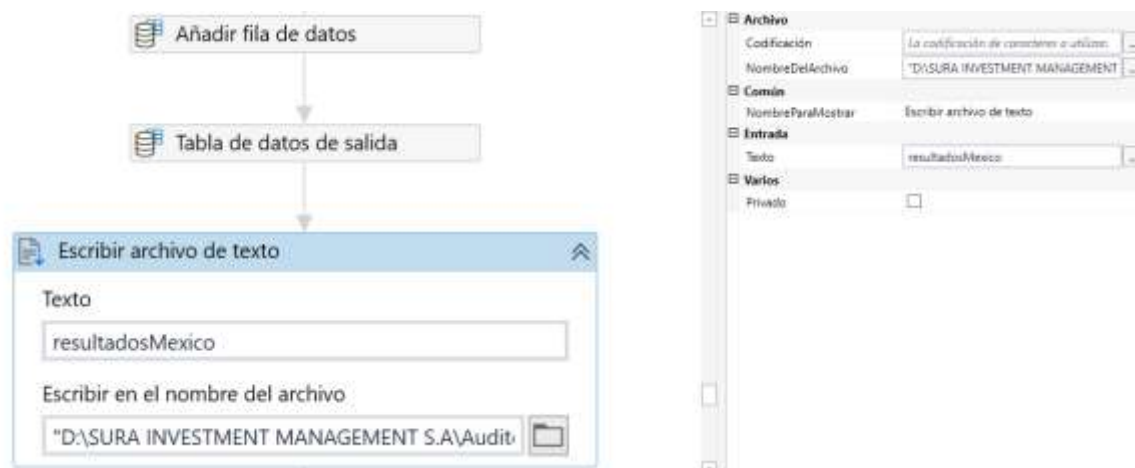 Añadir fila de datos
Tabla de datos de salida
Escribir archivo de texto
Texto
resultadosMexico
Escribir en el nombre del archivo
"D:\SURA INVESTMENT MANAGEMENT S.A\Audit
Archivo
Codificación La codificación de caracteres a utilizar.
NombreDelArchivo "D:\SURA INVESTMENT MANAGEMENT
Común
NombreParaMostrar Escribir archivo de texto
Entrada
Texto resultadosMexico
Varios
Privado